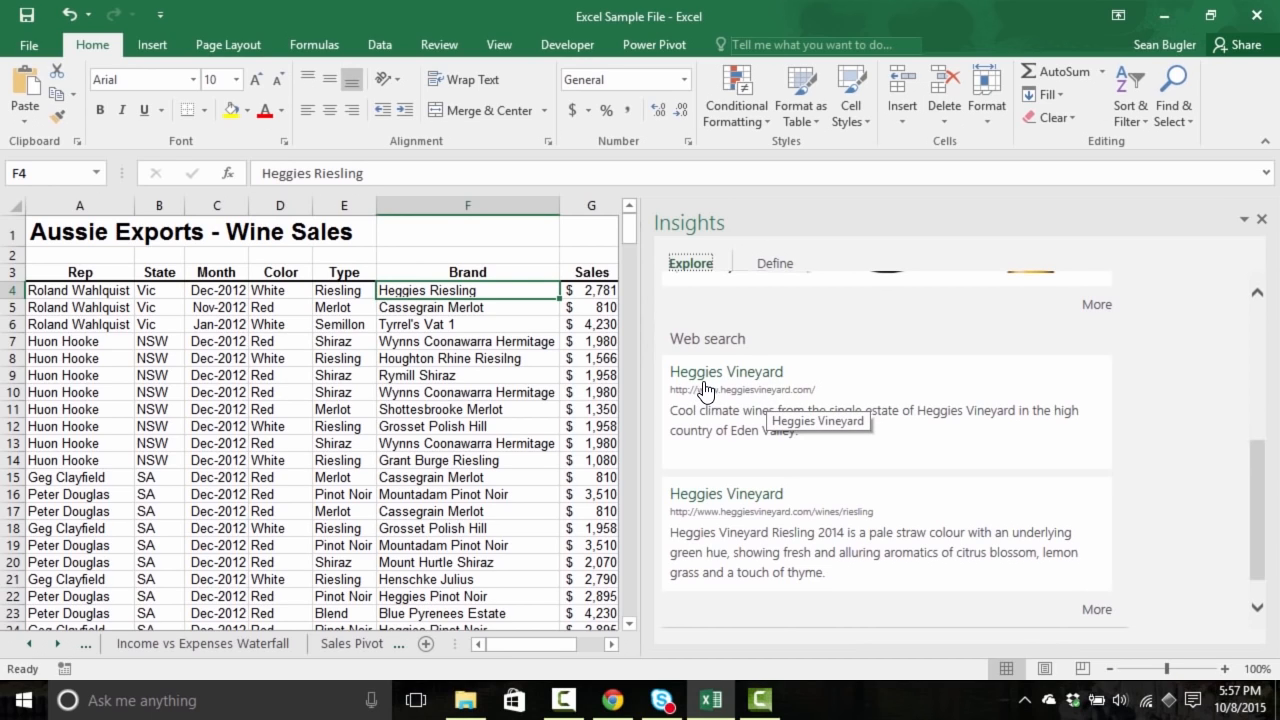 Excel Sample File - Excel
File Home Insert Page Layout Formulas Data Review View Developer Power Pivot Tell me what you want to do... Sean Bugler Share
Paste
Arial 10
Wrap Text
Merge & Center
General
$ % ,
B I U
Conditional Formatting
Format as Table
Cell Styles
Insert
Delete
Format
AutoSum
Fill
Clear
Sort & Filter
Find & Select
Clipboard Font Alignment Number Styles Cells Editing
F4 fx Heggies Riesling
A B C D E F G
1 Aussie Exports - Wine Sales
2
3 Rep State Month Color Type Brand Sales
4 Roland Wahlquist Vic Dec-2012 White Riesling Heggies Riesling $ 2,781
5 Roland Wahlquist Vic Nov-2012 Red Merlot Cassegrain Merlot $ 810
6 Roland Wahlquist Vic Jan-2012 White Semillon Tyrrel's Vat 1 $ 4,230
7 Huon Hooke NSW Dec-2012 Red Shiraz Wynns Coonawarra Hermitage $ 1,980
8 Huon Hooke NSW Dec-2012 White Riesling Houghton Rhine Riesilng $ 1,566
9 Huon Hooke NSW Dec-2012 Red Shiraz Rymill Shiraz $ 1,958
10 Huon Hooke NSW Dec-2012 Red Shiraz Wynns Coonawarra Hermitage $ 1,980
11 Huon Hooke NSW Dec-2012 Red Merlot Shottesbrooke Merlot $ 1,350
12 Huon Hooke NSW Dec-2012 White Riesling Grosset Polish Hill $ 1,958
13 Huon Hooke NSW Dec-2012 Red Shiraz Wynns Coonawarra Hermitage $ 1,980
14 Huon Hooke NSW Dec-2012 White Riesling Grant Burge Riesling $ 1,080
15 Geg Clayfield SA Dec-2012 Red Merlot Cassegrain Merlot $ 810
16 Peter Douglas SA Dec-2012 Red Pinot Noir Mountadam Pinot Noir $ 3,510
17 Peter Douglas SA Dec-2012 Red Merlot Cassegrain Merlot $ 810
18 Geg Clayfield SA Dec-2012 White Riesling Grosset Polish Hill $ 1,958
19 Peter Douglas SA Dec-2012 Red Pinot Noir Mountadam Pinot Noir $ 3,510
20 Peter Douglas SA Dec-2012 Red Shiraz Mount Hurtle Shiraz $ 2,070
21 Geg Clayfield SA Dec-2012 White Riesling Henschke Julius $ 2,790
22 Peter Douglas SA Dec-2012 Red Pinot Noir Heggies Pinot Noir $ 2,895
23 Peter Douglas SA Dec-2012 Red Blend Blue Pyrenees Estate $ 4,230
24 Geg Clayfield SA Dec-2012 Red Pinot Noir Heggies Pinot Noir $ 2,895
Insights
Explore Define
More
Web search
Heggies Vineyard
http://www.heggiesvineyard.com/
Cool climate wines from the single estate of Heggies Vineyard in the high
country of Eden Valley.
Heggies Vineyard
Heggies Vineyard
http://www.heggiesvineyard.com/wines/riesling
Heggies Vineyard Riesling 2014 is a pale straw colour with an underlying
green hue, showing fresh and alluring aromatics of citrus blossom, lemon
grass and a touch of thyme.
More
... Income vs Expenses Waterfall Sales Pivot ...
Ready 100%
Ask me anything
5:57 PM
10/8/2015